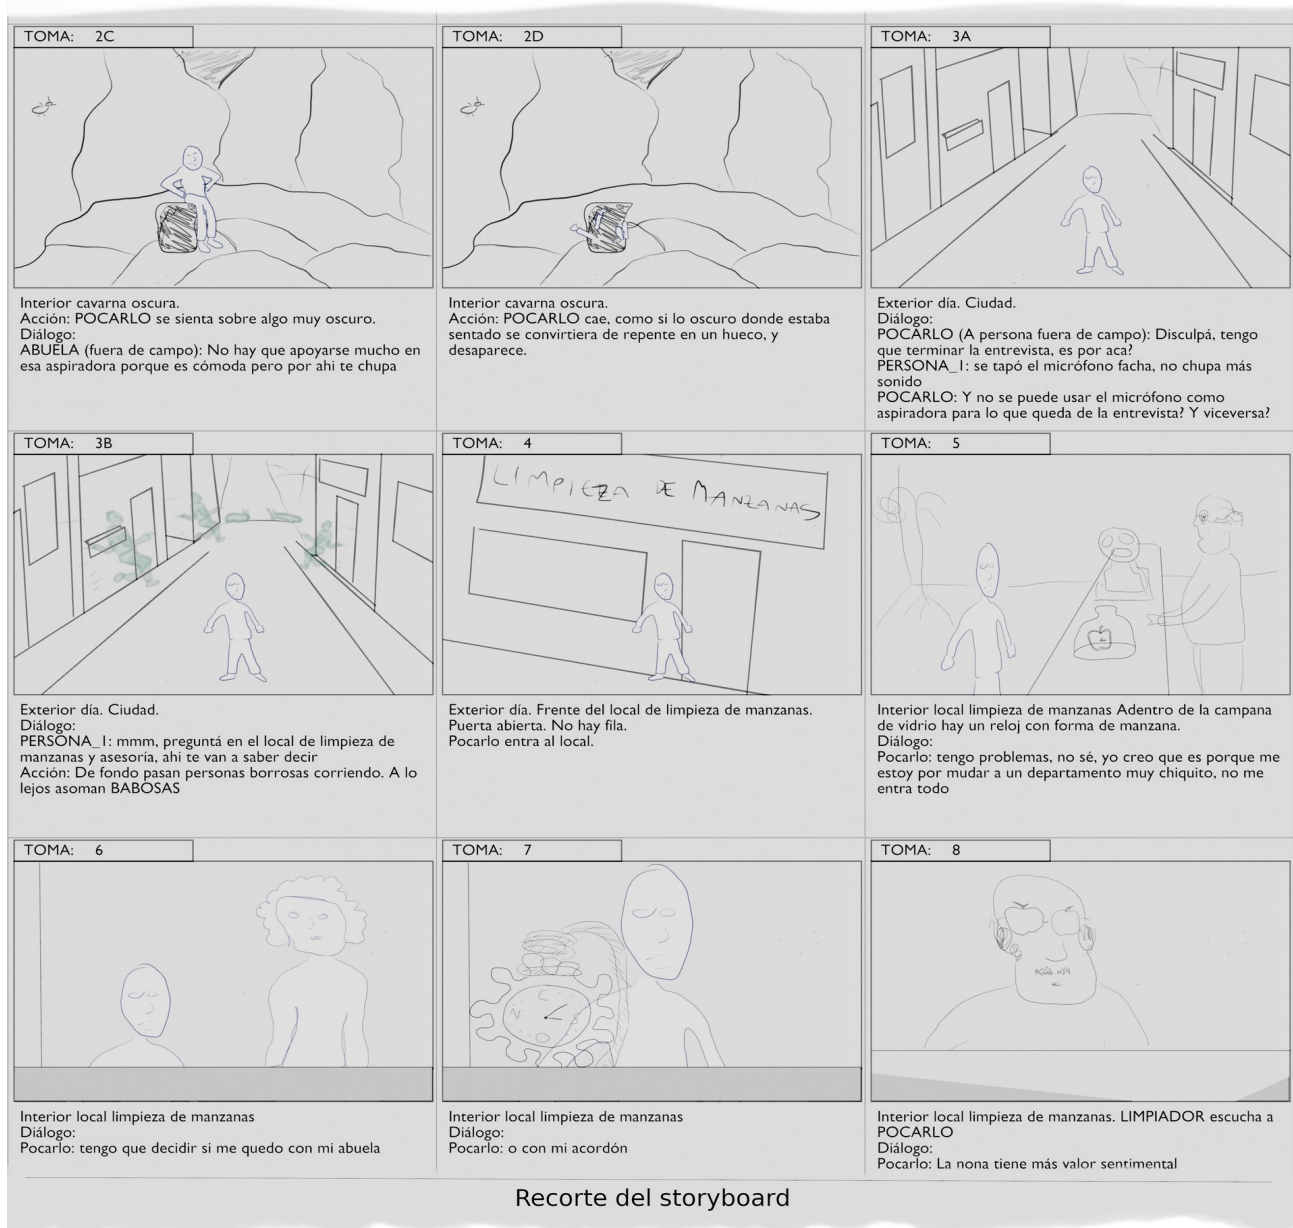 TOMA: 2C
Interior cavarna oscura.
Acción: POCARLO se sienta sobre algo muy oscuro.
Diálogo:
ABUELA (fuera de campo): No hay que apoyarse mucho en
esa aspiradora porque es cómoda pero por ahi te chupa
TOMA: 2D
Interior cavarna oscura.
Acción: POCARLO cae, como si lo oscuro donde estaba
sentado se convirtiera de repente en un hueco, y
desaparece.
TOMA: 3A
Exterior día. Ciudad.
Diálogo:
POCARLO (A persona fuera de campo): Disculpá, tengo
que terminar la entrevista, es por aca?
PERSONA_1: se tapó el micrófono facha, no chupa más
sonido
POCARLO: Y no se puede usar el micrófono como
aspiradora para lo que queda de la entrevista? Y viceversa?
TOMA: 3B
Exterior día. Ciudad.
Diálogo:
PERSONA_1: mmm, preguntá en el local de limpieza de
manzanas y asesoría, ahi te van a saber decir
Acción: De fondo pasan personas borrosas corriendo. A lo
lejos asoman BABOSAS
TOMA: 4
LIMPIEZA DE MANZANAS
Exterior día. Frente del local de limpieza de manzanas.
Puerta abierta. No hay fila.
Pocarlo entra al local.
TOMA: 5
Interior local limpieza de manzanas Adentro de la campana
de vidrio hay un reloj con forma de manzana.
Diálogo:
Pocarlo: tengo problemas, no sé, yo creo que es porque me
estoy por mudar a un departamento muy chiquito, no me
entra todo
TOMA: 6
Interior local limpieza de manzanas
Diálogo:
Pocarlo: tengo que decidir si me quedo con mi abuela
TOMA: 7
Interior local limpieza de manzanas
Diálogo:
Pocarlo: o con mi acordón
TOMA: 8
Interior local limpieza de manzanas. LIMPIADOR escucha a
POCARLO
Diálogo:
Pocarlo: La nona tiene más valor sentimental
Recorte del storyboard